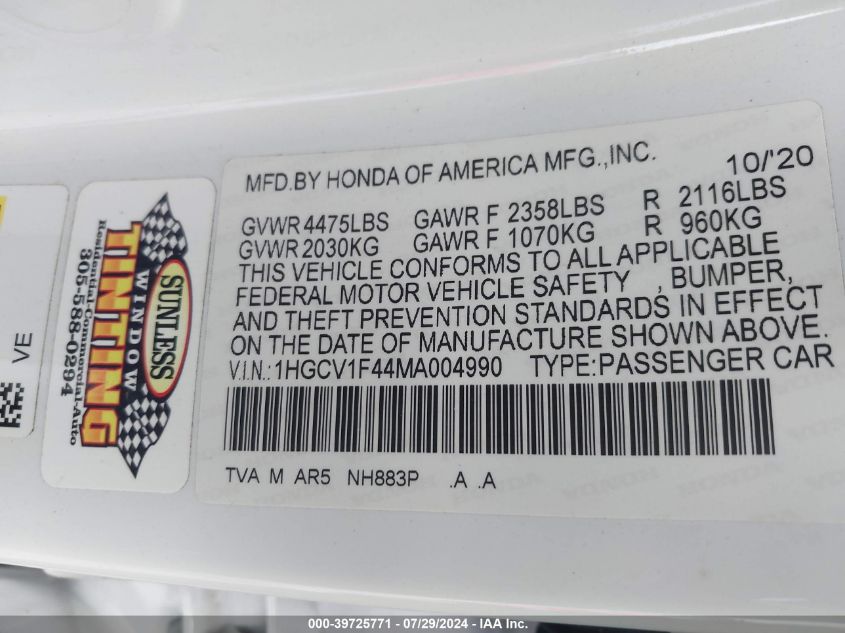 MFD.BY HONDA OF AMERICA MFG.,INC. 10/'20
GVWR 4475LBS GAWR F 2358LBS R 2116LBS
GVWR 2030KG GAWR F 1070KG R 960KG
THIS VEHICLE CONFORMS TO ALL APPLICABLE
FEDERAL MOTOR VEHICLE SAFETY , BUMPER,
AND THEFT PREVENTION STANDARDS IN EFFECT
ON THE DATE OF MANUFACTURE SHOWN ABOVE.
V.I.N.:1HGCV1F44MA004990 TYPE:PASSENGER CAR
TVA M AR5 NH883P .A .A
SUNLESS
WINDOW
TINTING
Residential-Commercial-Auto
305-588-0294
VE
000-39725771 - 07/29/2024 - IAA Inc.